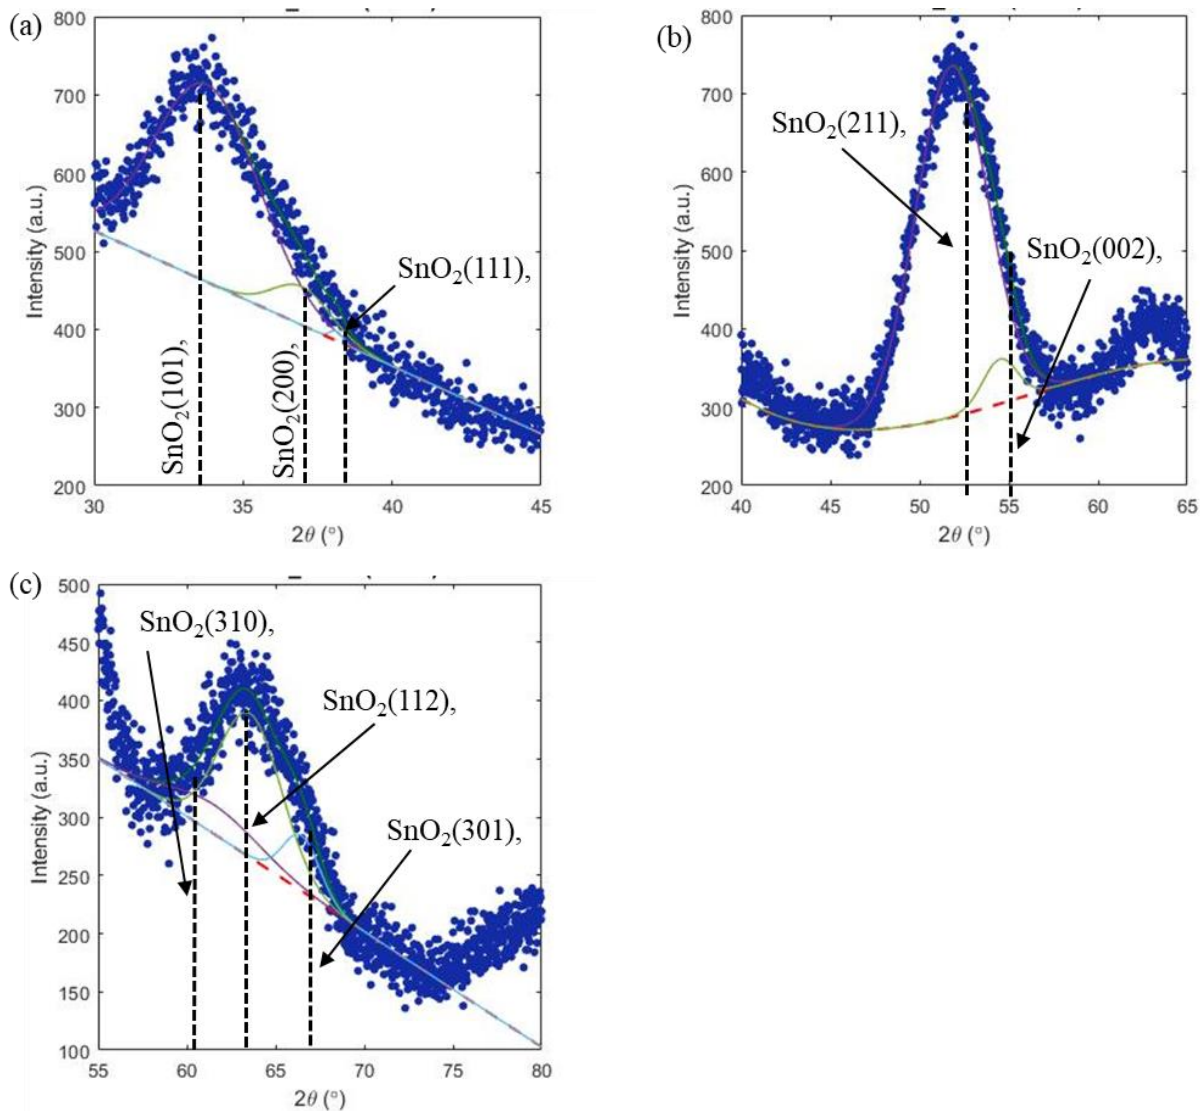 (a)
800
700
600
500
400
300
200
Intensity (a.u.)
SnO₂(101),
SnO₂(200),
SnO₂(111),
30 35 40 45
2θ (°)
(b)
800
700
600
500
400
300
200
Intensity (a.u.)
SnO₂(211),
SnO₂(002),
40 45 50 55 60 65
2θ (°)
(c)
500
450
400
350
300
250
200
150
100
Intensity (a.u.)
SnO₂(310),
SnO₂(112),
SnO₂(301),
55 60 65 70 75 80
2θ (°)